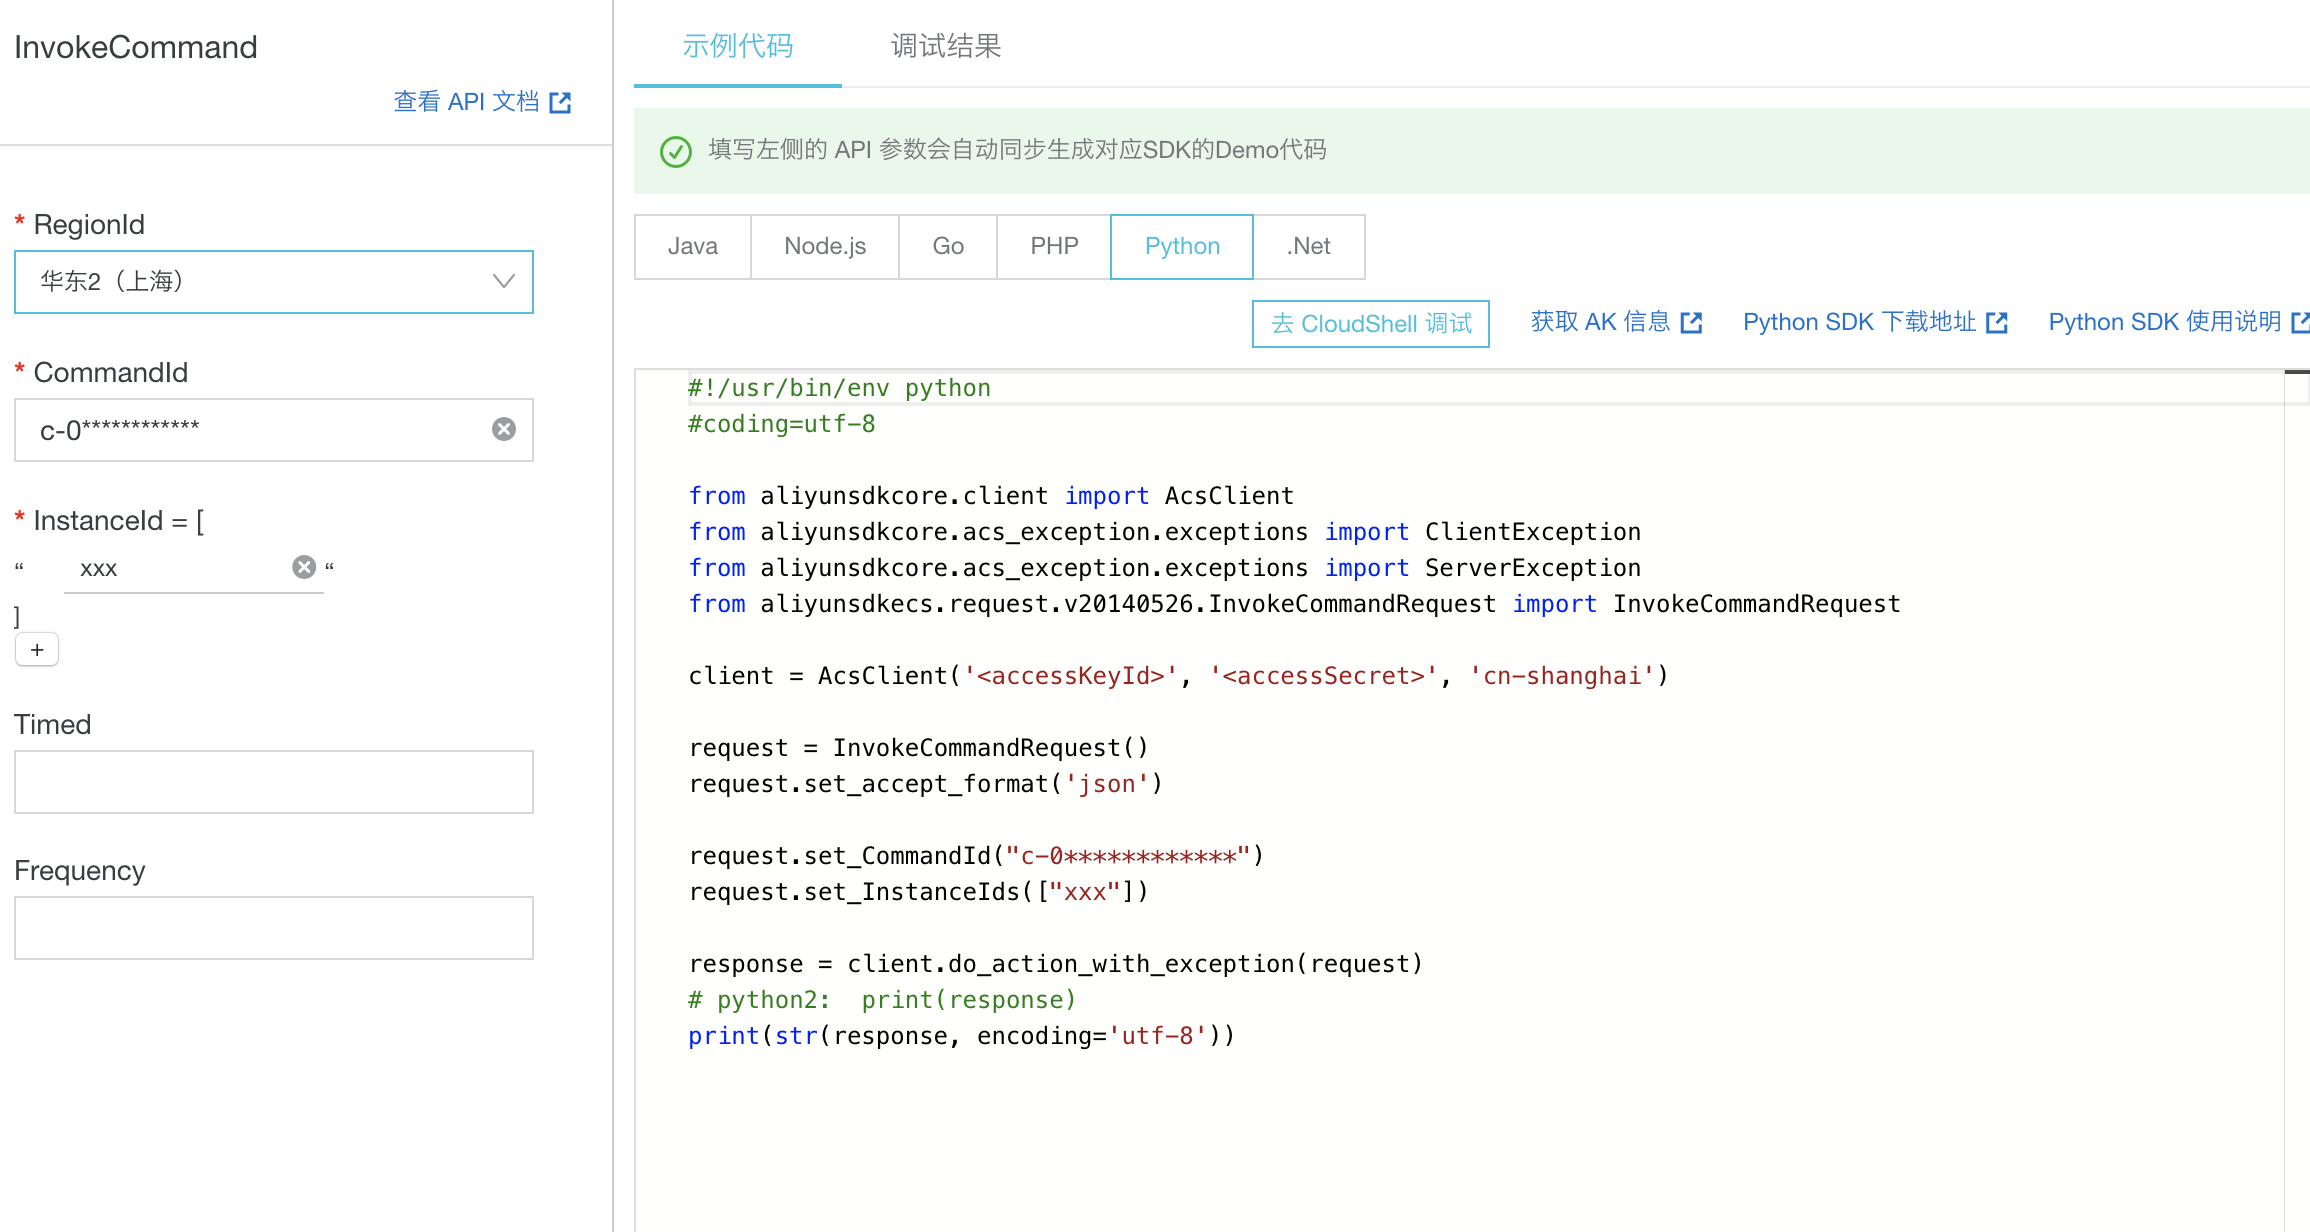 InvokeCommand
查看 API 文档
* RegionId
华东2（上海）
* CommandId
c-0************
* InstanceId = [
“ xxx “
]
+
Timed
Frequency
示例代码 调试结果
填写左侧的 API 参数会自动同步生成对应SDK的Demo代码
Java Node.js Go PHP Python .Net
去 CloudShell 调试 获取 AK 信息 Python SDK 下载地址 Python SDK 使用说明
#!/usr/bin/env python
#coding=utf-8
from aliyunsdkcore.client import AcsClient
from aliyunsdkcore.acs_exception.exceptions import ClientException
from aliyunsdkcore.acs_exception.exceptions import ServerException
from aliyunsdkecs.request.v20140526.InvokeCommandRequest import InvokeCommandRequest
client = AcsClient('<accessKeyId>', '<accessSecret>', 'cn-shanghai')
request = InvokeCommandRequest()
request.set_accept_format('json')
request.set_CommandId("c-0************")
request.set_InstanceIds(["xxx"])
response = client.do_action_with_exception(request)
# python2:  print(response)
print(str(response, encoding='utf-8'))